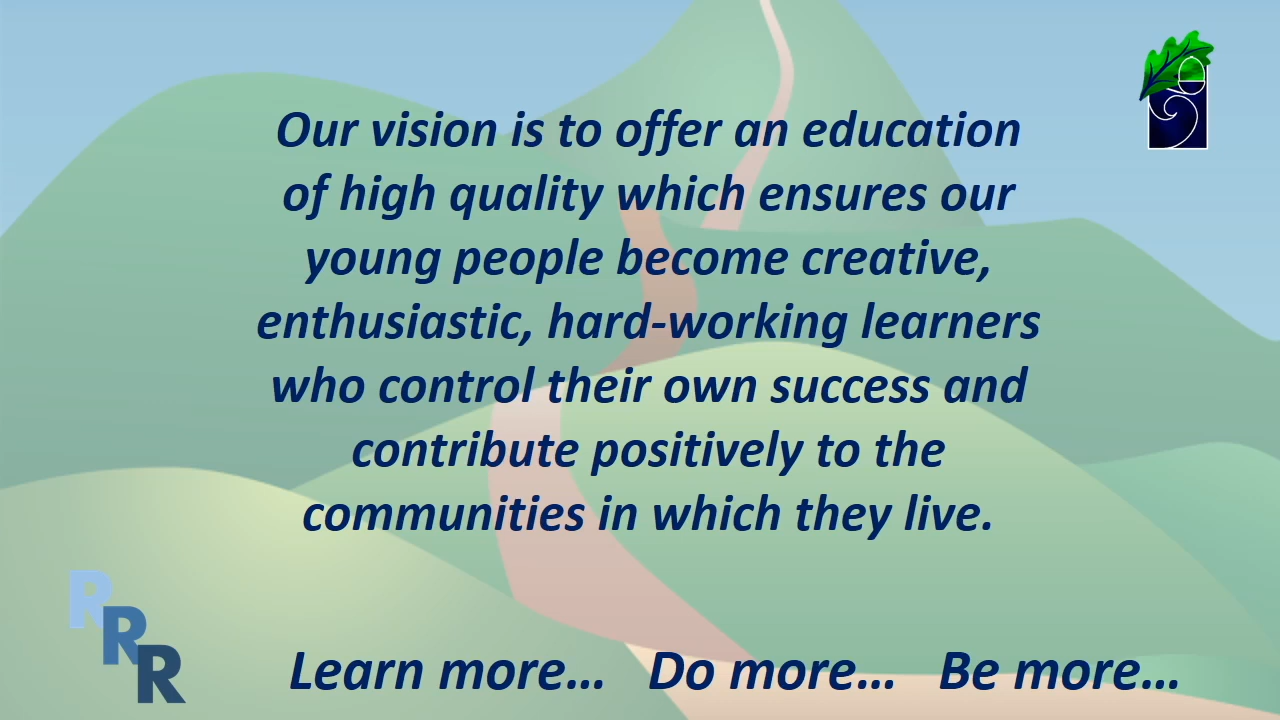 Our vision is to offer an education
of high quality which ensures our
young people become creative,
enthusiastic, hard-working learners
who control their own success and
contribute positively to the
communities in which they live.
R
R
R
Learn more... Do more... Be more...